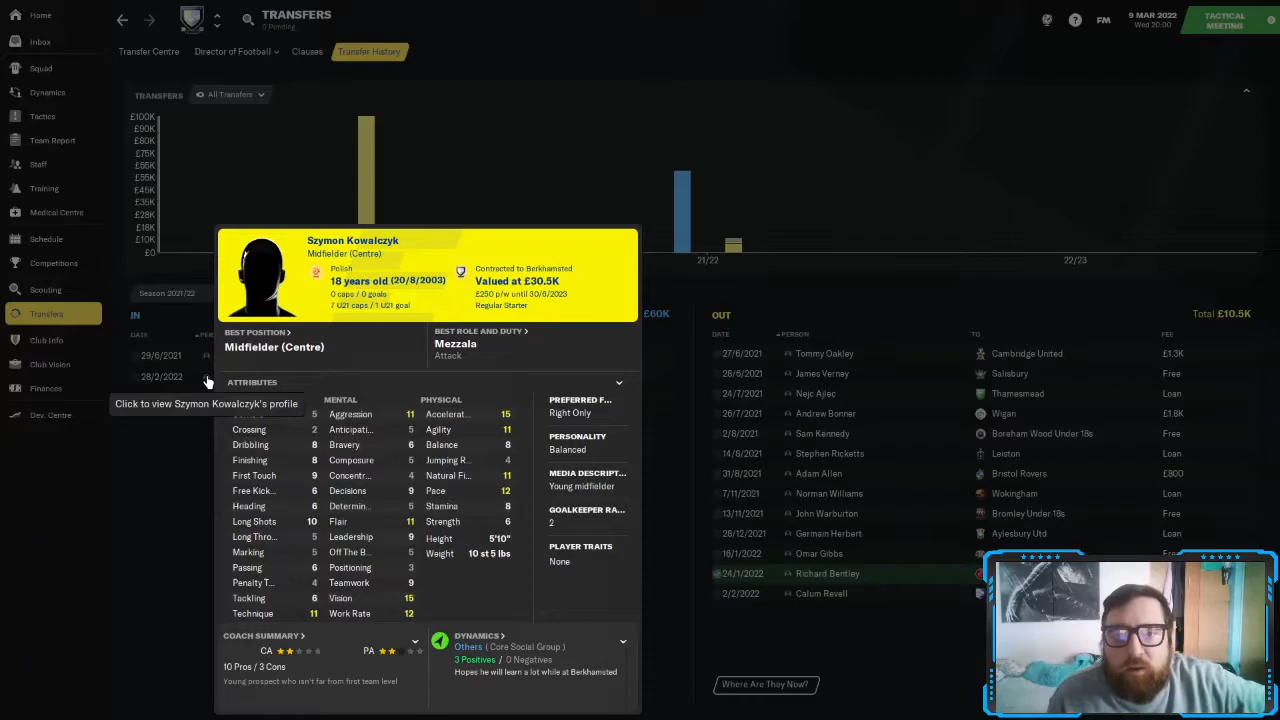 Home
Inbox
Squad
Dynamics
Tactics
Team Report
Staff
Training
Medical Centre
Schedule
Competitions
Scouting
Transfers
Club Info
Club Vision
Finances
Dev. Centre
TRANSFERS
0 Pending
FM
9 MAR 2022
Wed 20:00
TACTICAL
MEETING
Transfer Centre
Director of Football
Clauses
Transfer History
TRANSFERS
All Transfers
£100K
£90K
£80K
£75K
£65K
£55K
£45K
£35K
£28K
£10K
£0
21/22
22/23
Season 2021/22
IN
£60K
DATE
29/6/2021
28/2/2022
Click to view Szymon Kowalczyk's profile
Szymon Kowalczyk
Midfielder (Centre)
Polish
18 years old (20/8/2003)
0 caps / 0 goals
7 U21 caps / 1 U21 goal
Contracted to Berkhamsted
Valued at £30.5K
£250 p/w until 30/6/2023
Regular Starter
BEST POSITION
Midfielder (Centre)
BEST ROLE AND DUTY
Mezzala
Attack
ATTRIBUTES
MENTAL
PHYSICAL
5 Aggression 11 Accelerat... 15
Crossing 2 Anticipati... 5 Agility 11
Dribbling 8 Bravery 6 Balance 8
Finishing 8 Composure 5 Jumping R... 4
First Touch 9 Concentr... 4 Natural Fi... 11
Free Kick... 6 Decisions 9 Pace 12
Heading 6 Determin... 5 Stamina 8
Long Shots 10 Flair 11 Strength 6
Long Thro... 5 Leadership 9 Height 5'10"
Marking 5 Off The B... 5 Weight 10 st 5 lbs
Passing 6 Positioning 3
Penalty T... 4 Teamwork 9
Tackling 6 Vision 15
Technique 11 Work Rate 12
PREFERRED F...
Right Only
PERSONALITY
Balanced
MEDIA DESCRIPT...
Young midfielder
GOALKEEPER RA...
2
PLAYER TRAITS
None
COACH SUMMARY
CA
PA
10 Pros / 3 Cons
Young prospect who isn't far from first team level
DYNAMICS
Others ( Core Social Group )
3 Positives / 0 Negatives
Hopes he will learn a lot while at Berkhamsted
OUT
Total £10.5K
DATE PERSON TO FEE
27/6/2021 Tommy Oakley Cambridge United £1.3K
28/6/2021 James Verney Salisbury Free
24/7/2021 Nejc Ajlec Thamesmead Loan
26/7/2021 Andrew Bonner Wigan £1.8K
2/8/2021 Sam Kennedy Boreham Wood Under 18s Free
14/8/2021 Stephen Ricketts Leiston Loan
31/8/2021 Adam Allen Bristol Rovers £800
7/11/2021 Norman Williams Wokingham Loan
13/11/2021 John Warburton Bromley Under 18s Free
26/12/2021 Germain Herbert Aylesbury Utd Loan
16/1/2022 Omar Gibbs
24/1/2022 Richard Bentley
2/2/2022 Calum Revell
Where Are They Now?